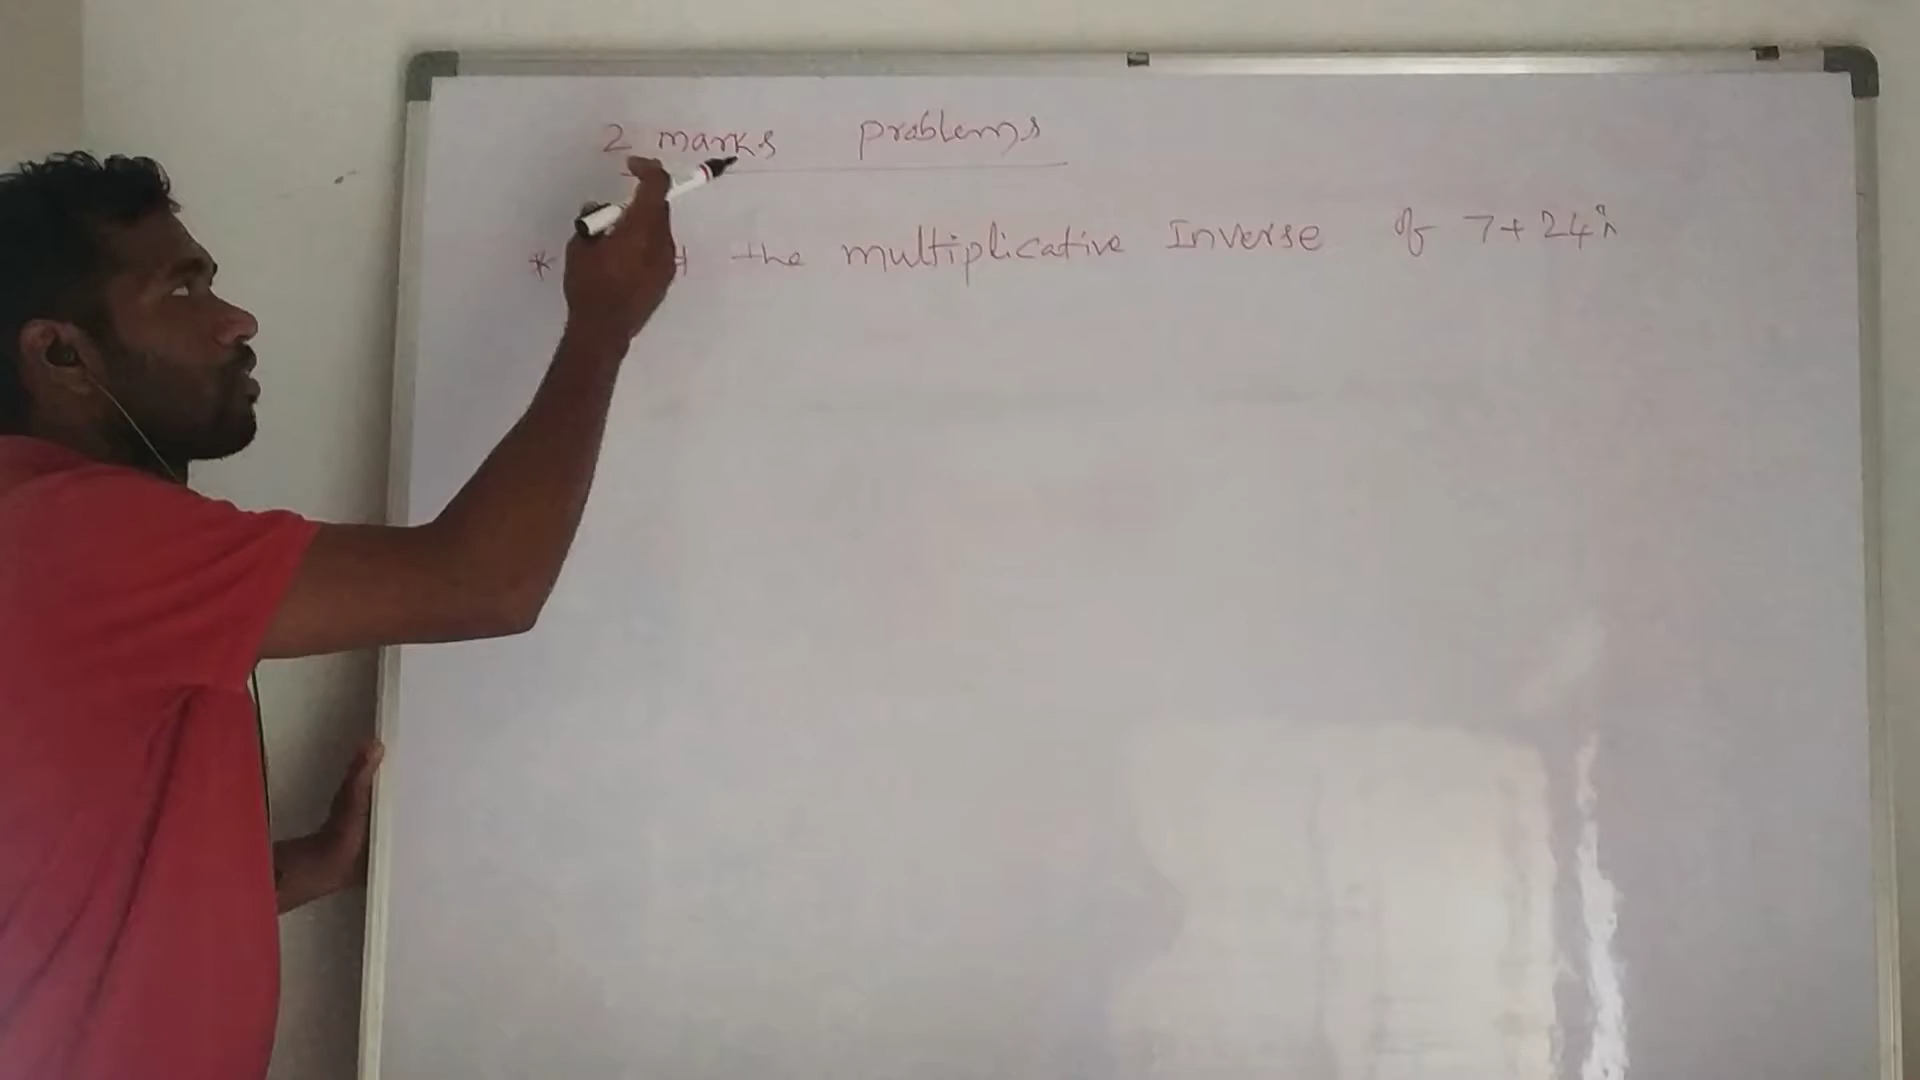 2 marks problems
* the multiplicative Inverse of 7+24i